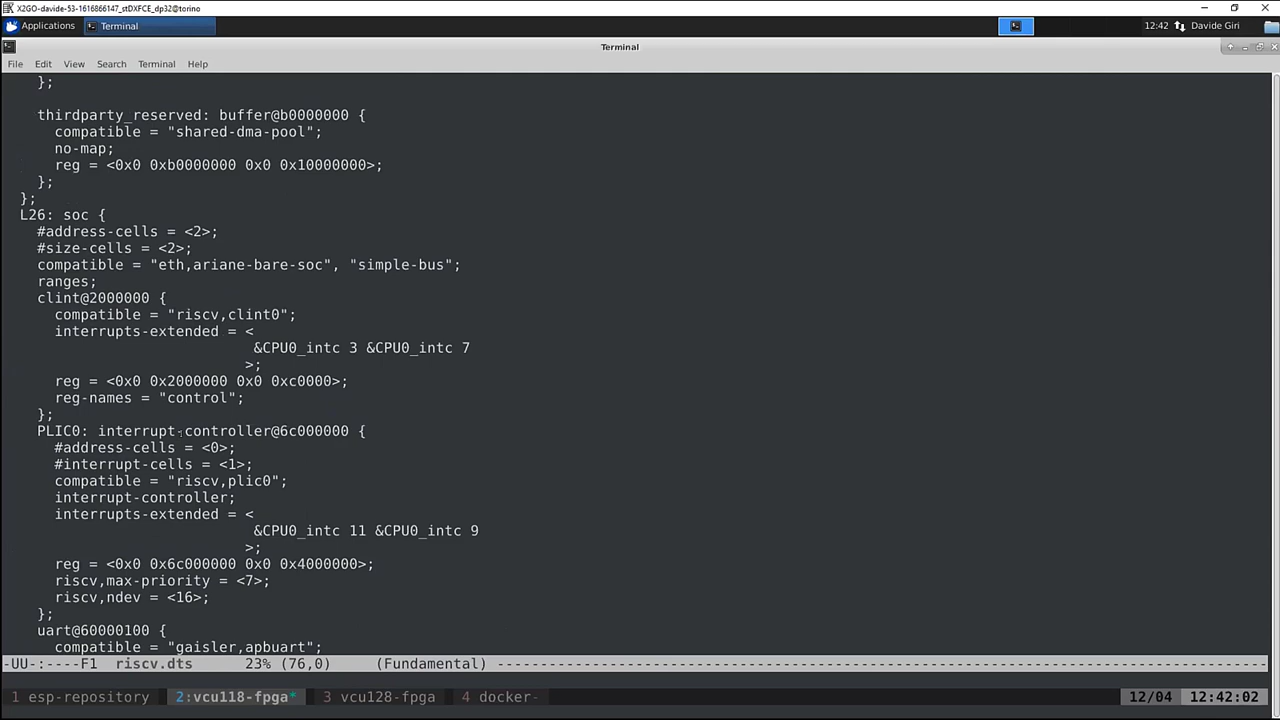 X2GO-davide-53-1616866147_stDXFCE_dp32@torino
Applications Terminal 12:42 Davide Giri
Terminal
File Edit View Search Terminal Help
};
thirdparty_reserved: buffer@b0000000 {
compatible = "shared-dma-pool";
no-map;
reg = <0x0 0xb0000000 0x0 0x10000000>;
};
};
L26: soc {
#address-cells = <2>;
#size-cells = <2>;
compatible = "eth,ariane-bare-soc", "simple-bus";
ranges;
clint@2000000 {
compatible = "riscv,clint0";
interrupts-extended = <
&CPU0_intc 3 &CPU0_intc 7
>;
reg = <0x0 0x2000000 0x0 0xc0000>;
reg-names = "control";
};
PLIC0: interrupt-controller@6c000000 {
#address-cells = <0>;
#interrupt-cells = <1>;
compatible = "riscv,plic0";
interrupt-controller;
interrupts-extended = <
&CPU0_intc 11 &CPU0_intc 9
>;
reg = <0x0 0x6c000000 0x0 0x4000000>;
riscv,max-priority = <7>;
riscv,ndev = <16>;
};
uart@60000100 {
compatible = "gaisler,apbuart";
-UU-:----F1 riscv.dts 23% (76,0) (Fundamental) ----------------------------------------------------------------------------------------
1 esp-repository 2:vcu118-fpga* 3 vcu128-fpga 4 docker- 12/04 12:42:02